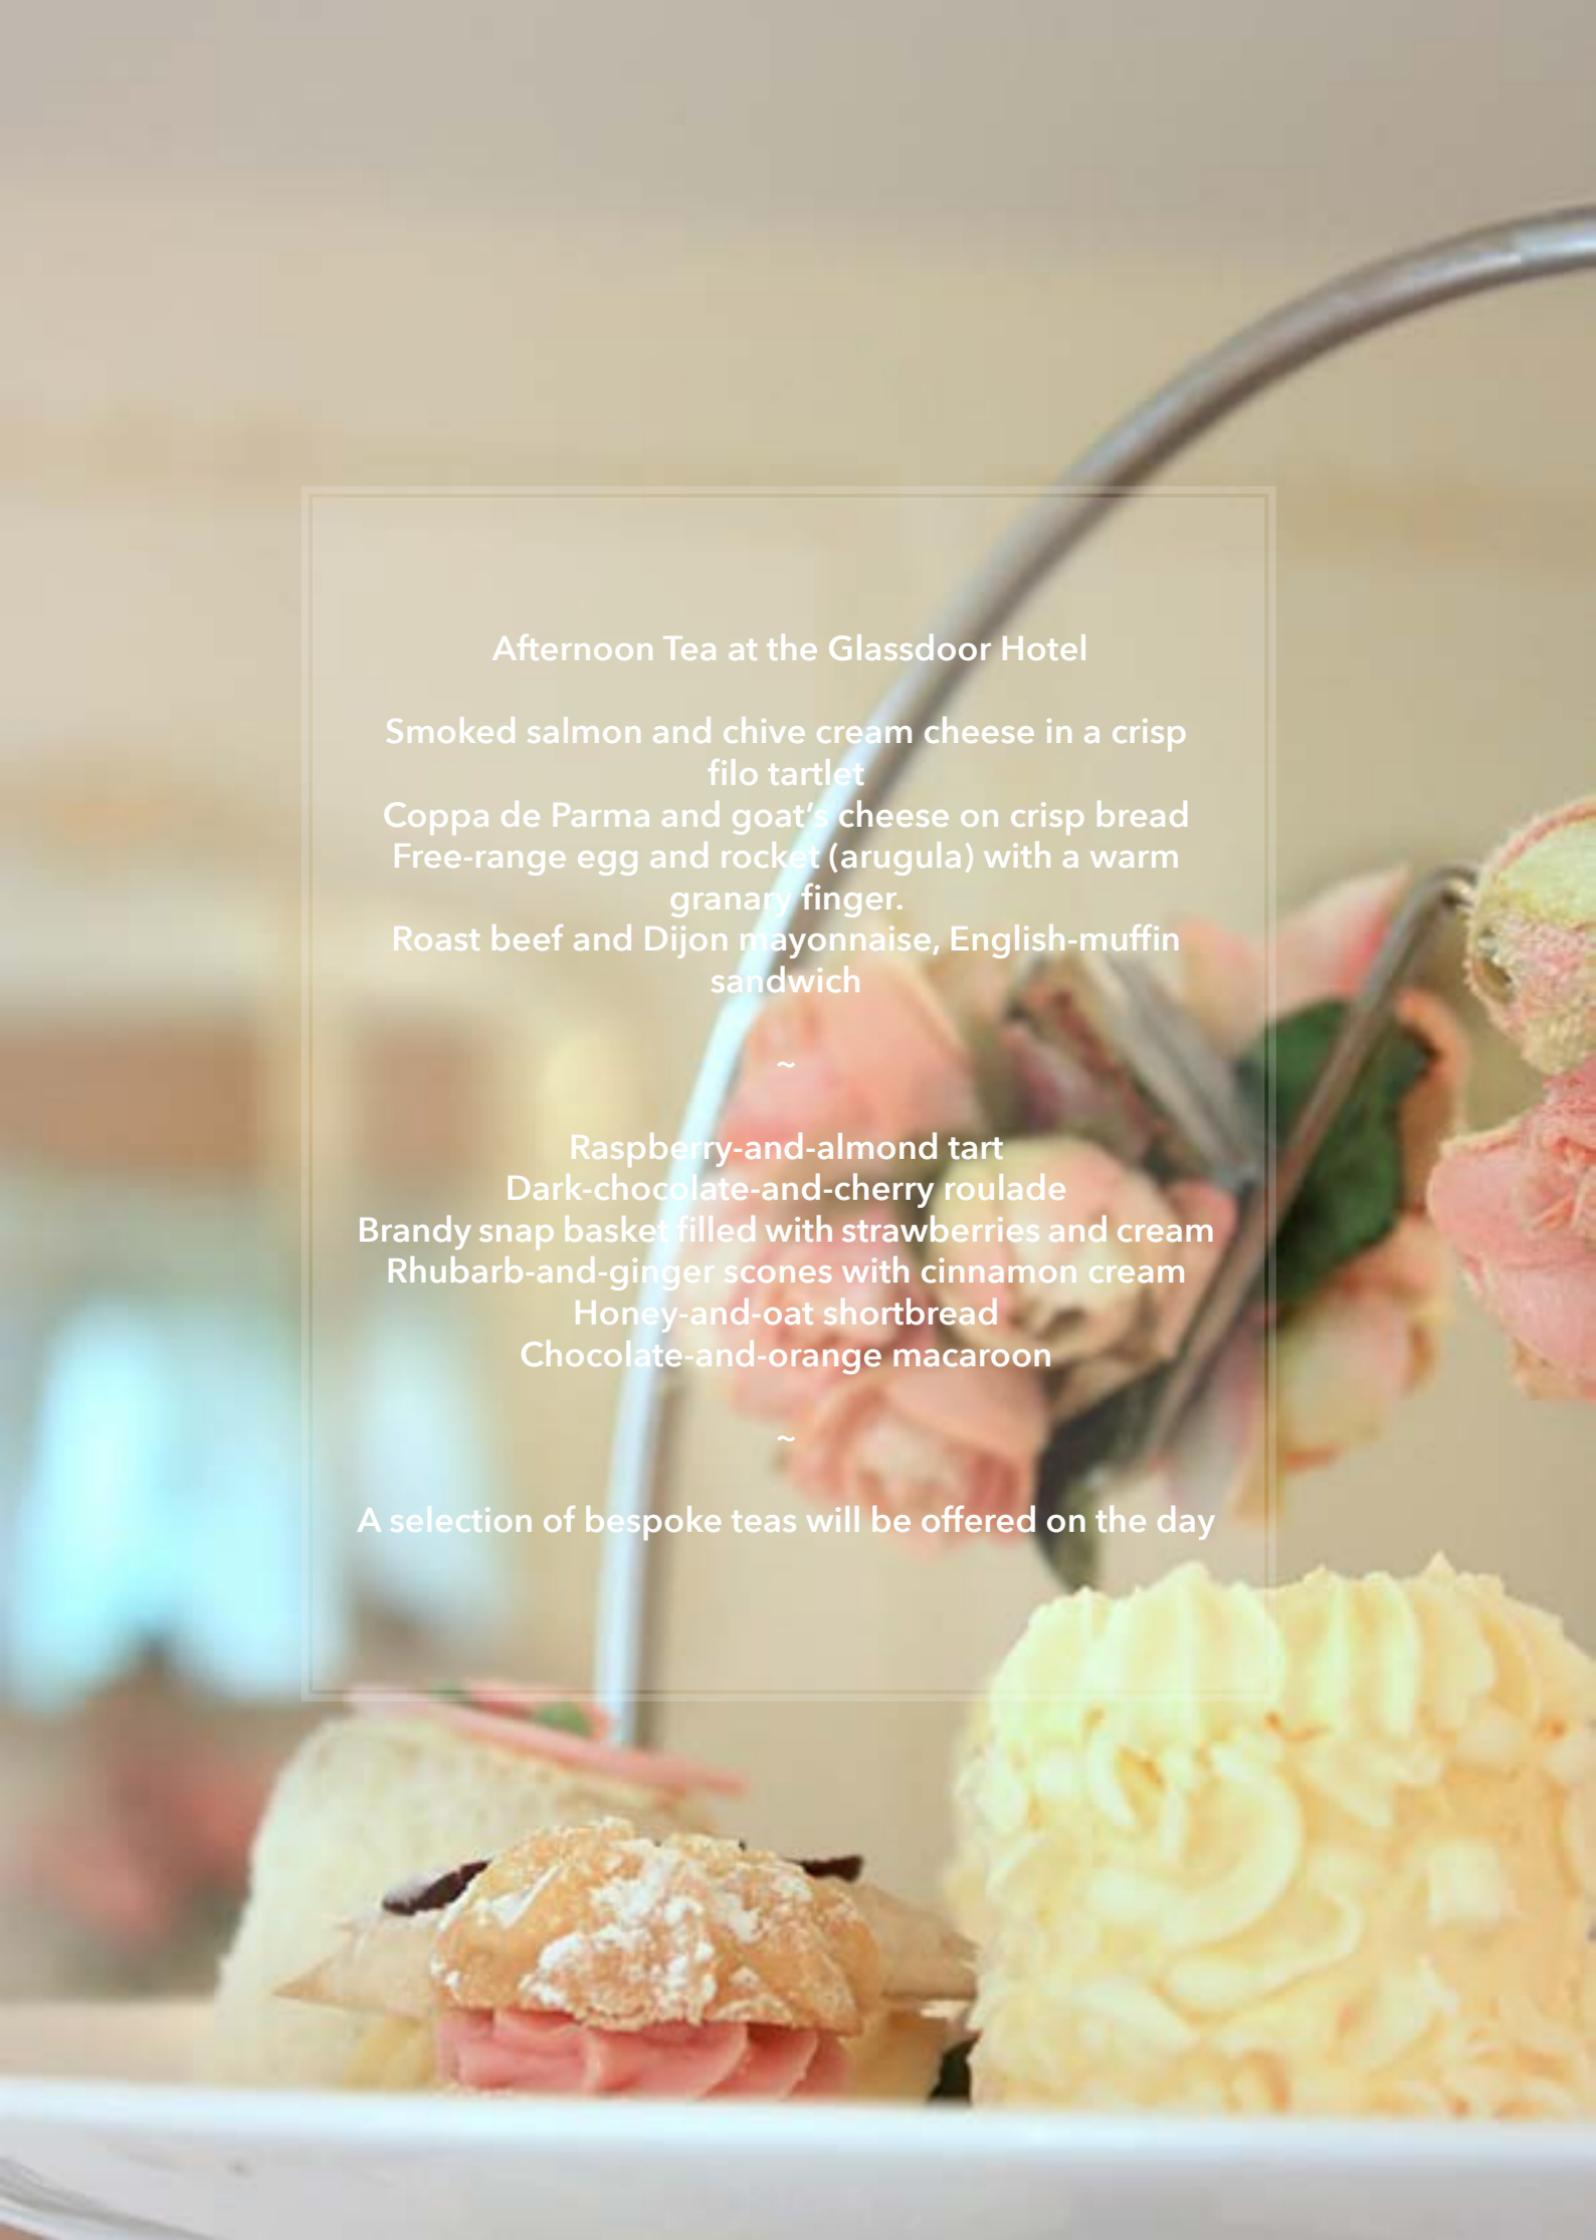 Afternoon Tea at the Glassdoor Hotel
Smoked salmon and chive cream cheese in a crisp
filo tartlet
Coppa de Parma and goat's cheese on crisp bread
Free-range egg and rocket (arugula) with a warm
granary finger.
Roast beef and Dijon mayonnaise, English-muffin
sandwich
~
Raspberry-and-almond tart
Dark-chocolate-and-cherry roulade
Brandy snap basket filled with strawberries and cream
Rhubarb-and-ginger scones with cinnamon cream
Honey-and-oat shortbread
Chocolate-and-orange macaroon
~
A selection of bespoke teas will be offered on the day